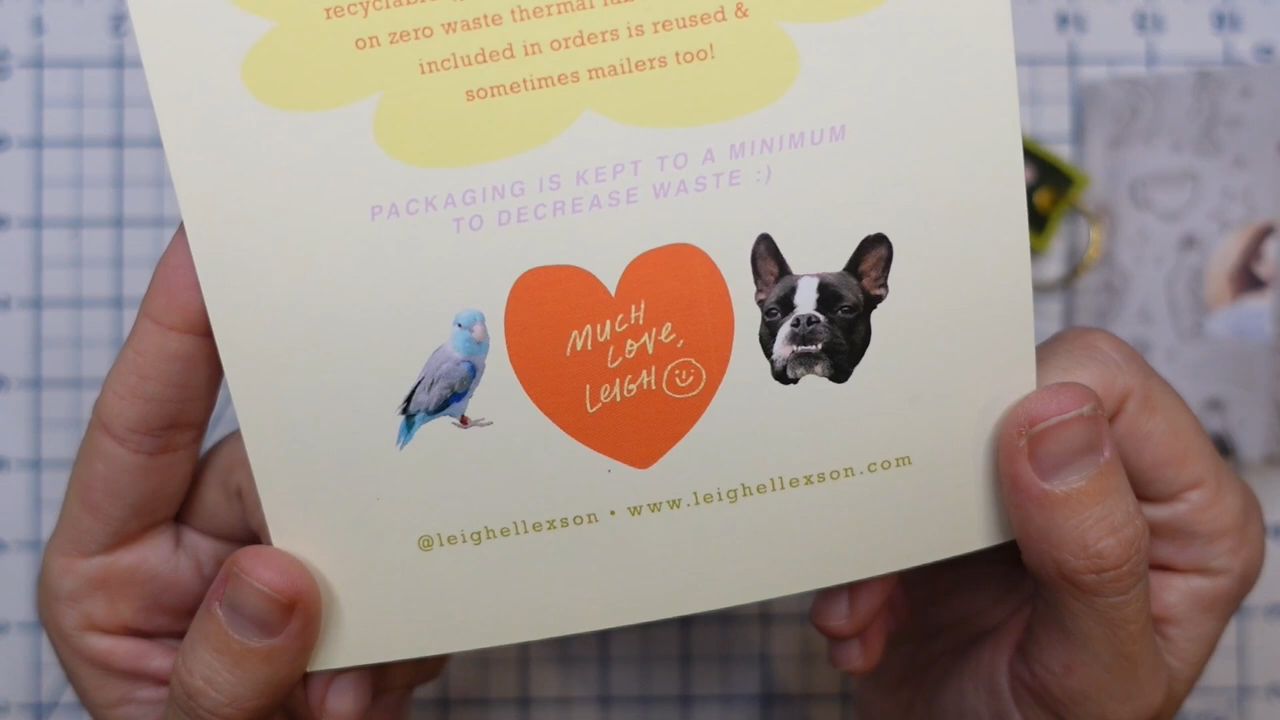 recyclable
on zero waste thermal
included in orders is reused &
sometimes mailers too!
PACKAGING IS KEPT TO A MINIMUM
TO DECREASE WASTE :)
MUCH
LOVE,
LEIGH
@leighellexson • www.leighellexson.com